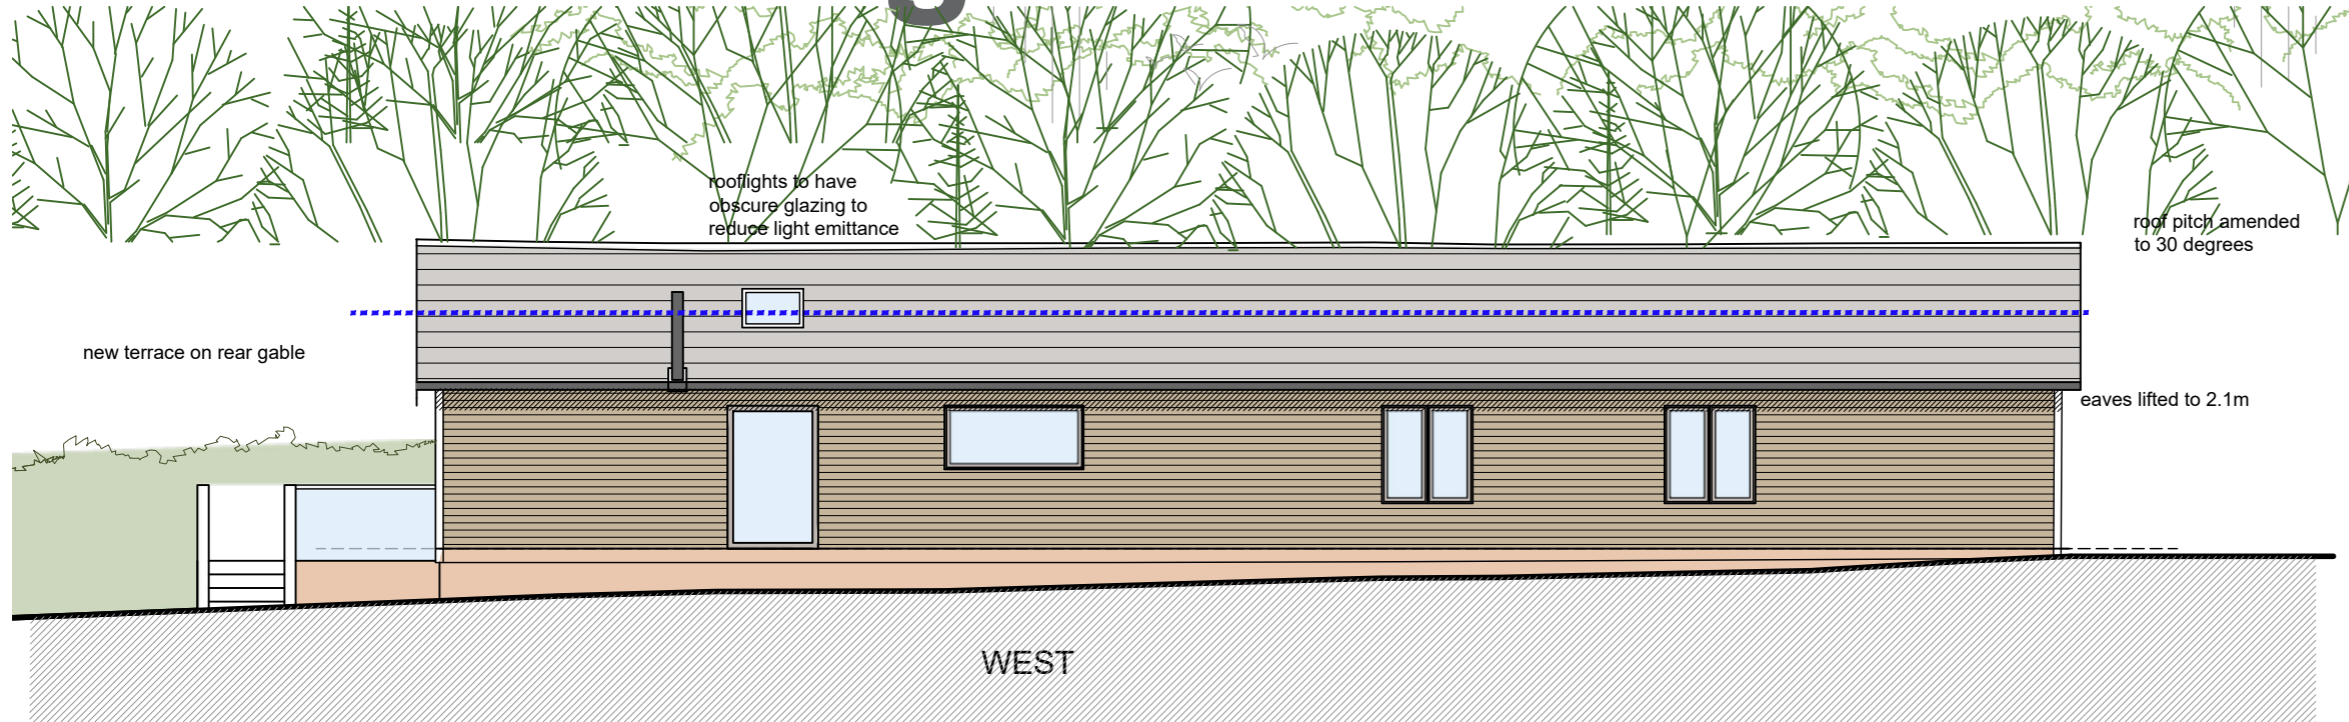 rooflights to have
obscure glazing to
reduce light emittance
roof pitch amended
to 30 degrees
new terrace on rear gable
eaves lifted to 2.1m
WEST